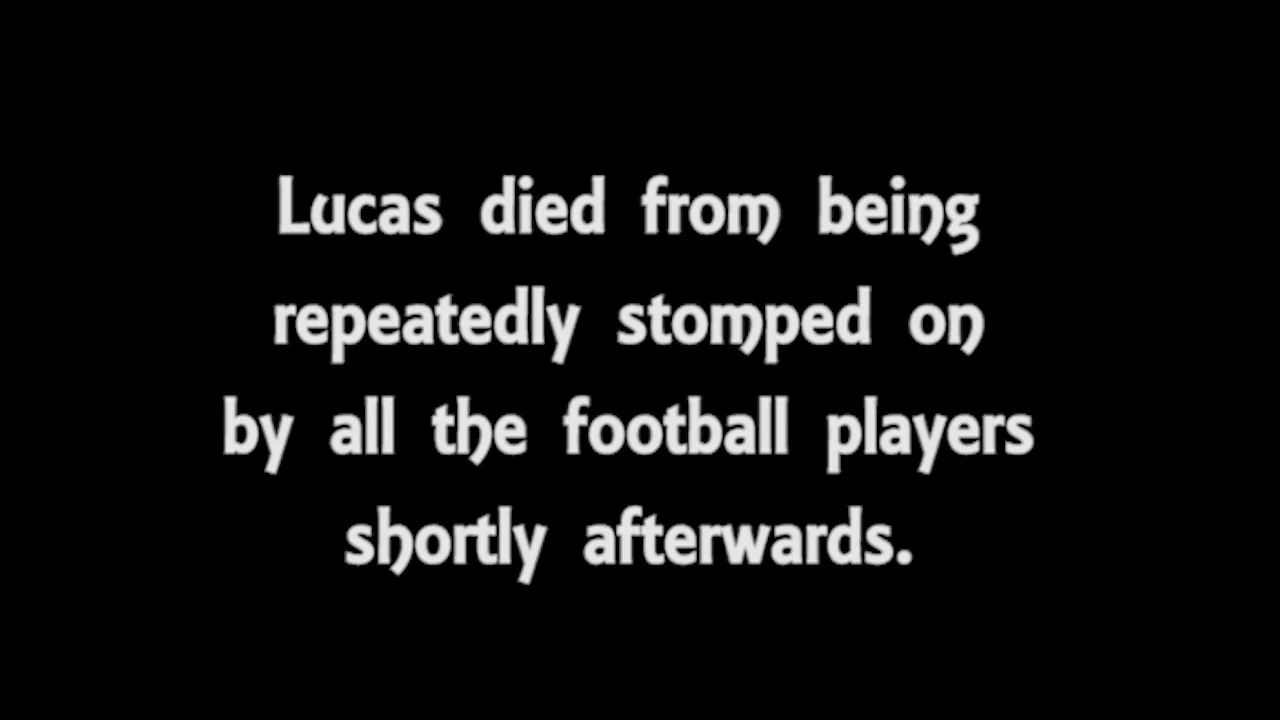 Lucas died from being
repeatedly stomped on
by all the football players
shortly afterwards.